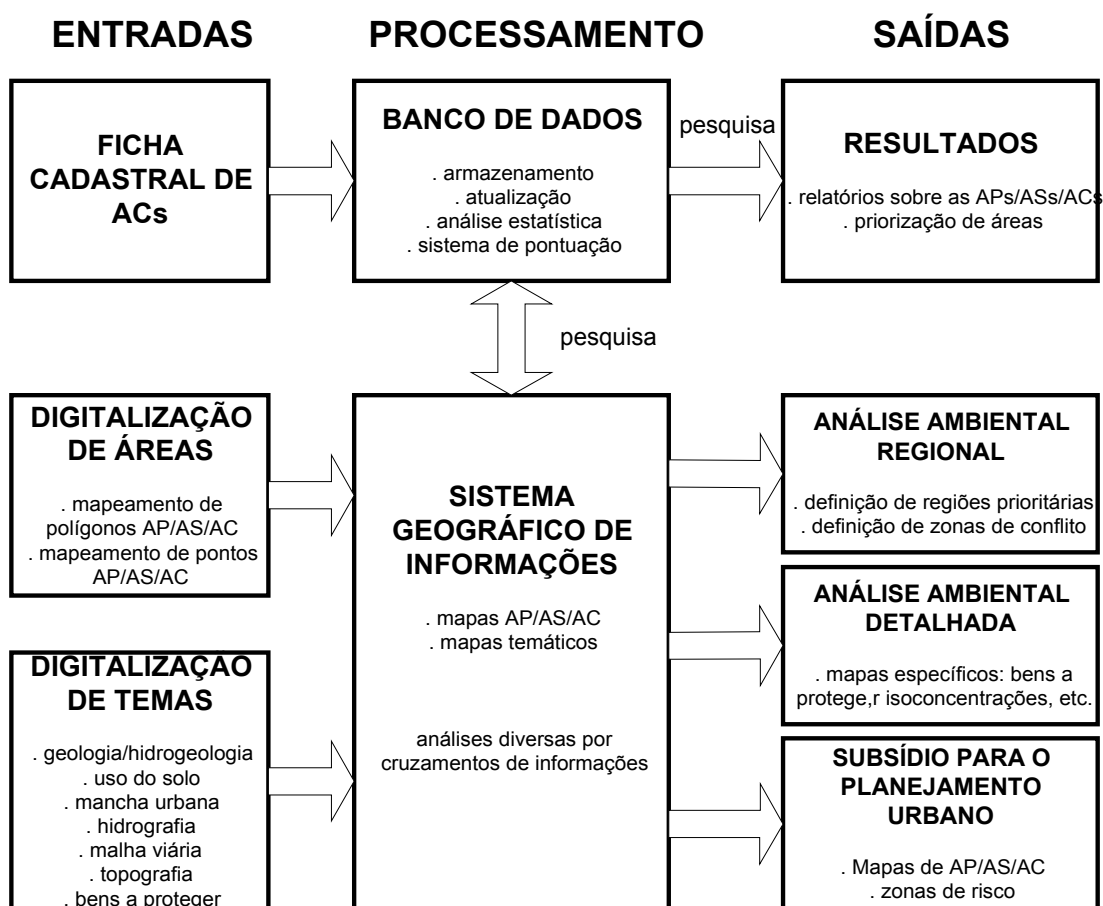 ENTRADAS
PROCESSAMENTO
SAÍDAS
FICHA
CADASTRAL DE
ACs
BANCO DE DADOS
. armazenamento
. atualização
. análise estatística
. sistema de pontuação
pesquisa
RESULTADOS
. relatórios sobre as APs/ASs/ACs
. priorização de áreas
pesquisa
DIGITALIZAÇÃO
DE ÁREAS
. mapeamento de
polígonos AP/AS/AC
. mapeamento de pontos
AP/AS/AC
DIGITALIZAÇÃO
DE TEMAS
. geologia/hidrogeologia
. uso do solo
. mancha urbana
. hidrografia
. malha viária
. topografia
. bens a proteger
SISTEMA
GEOGRÁFICO DE
INFORMAÇÕES
. mapas AP/AS/AC
. mapas temáticos
análises diversas por
cruzamentos de informações
ANÁLISE AMBIENTAL
REGIONAL
. definição de regiões prioritárias
. definição de zonas de conflito
ANÁLISE AMBIENTAL
DETALHADA
. mapas específicos: bens a
protege,r isoconcentrações, etc.
SUBSÍDIO PARA O
PLANEJAMENTO
URBANO
. Mapas de AP/AS/AC
. zonas de risco